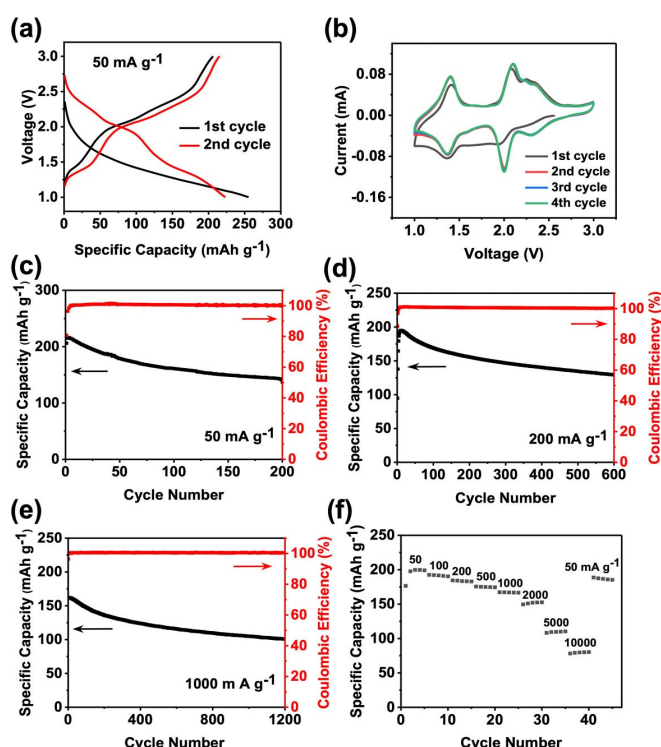 (a)
50 mA g-1
1st cycle
2nd cycle
Voltage (V)
3.0
2.5
2.0
1.5
1.0
0 50 100 150 200 250 300
Specific Capacity (mAh g-1)
(b)
1st cycle
2nd cycle
3rd cycle
4th cycle
Current (mA)
0.08
0.00
-0.08
-0.16
1.0 1.5 2.0 2.5 3.0
Voltage (V)
(c)
Specific Capacity (mAh g-1)
300
200
100
0
50 mA g-1
0 50 100 150 200
Cycle Number
100
80
60
40
20
0
Coulombic Efficiency (%)
(d)
Specific Capacity (mAh g-1)
250
200
150
100
50
0
200 mA g-1
0 200 400 600
Cycle Number
100
80
60
40
20
0
Coulombic Efficiency (%)
(e)
Specific Capacity (mAh g-1)
250
200
150
100
50
0
1000 m A g-1
0 400 800 1200
Cycle Number
100
80
60
40
20
0
Coulombic Efficiency (%)
(f)
Specific Capacity (mAh g-1)
250
200
150
100
50
0
50
100
200
500
1000
2000
5000
10000
50 mA g-1
0 10 20 30 40
Cycle Number